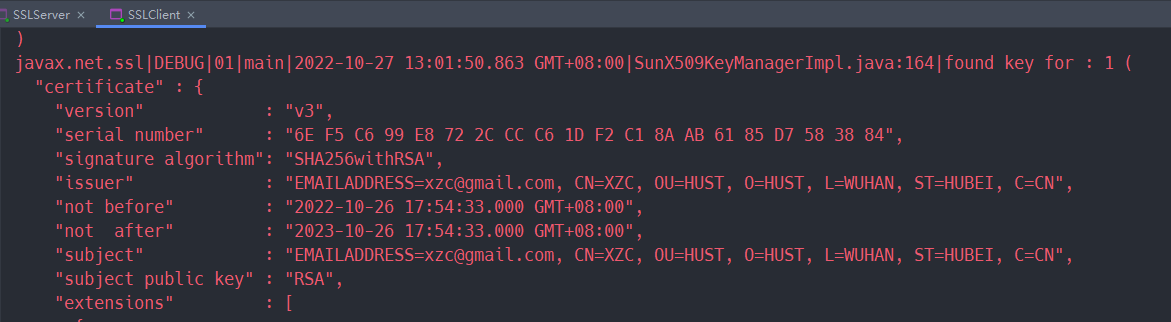 SSLServer × SSLClient ×
)
javax.net.ssl|DEBUG|01|main|2022-10-27 13:01:50.863 GMT+08:00|SunX509KeyManagerImpl.java:164|found key for : 1 (
"certificate" : {
"version" : "v3",
"serial number" : "6E F5 C6 99 E8 72 2C CC C6 1D F2 C1 8A AB 61 85 D7 58 38 84",
"signature algorithm": "SHA256withRSA",
"issuer" : "EMAILADDRESS=xzc@gmail.com, CN=XZC, OU=HUST, O=HUST, L=WUHAN, ST=HUBEI, C=CN",
"not before" : "2022-10-26 17:54:33.000 GMT+08:00",
"not  after" : "2023-10-26 17:54:33.000 GMT+08:00",
"subject" : "EMAILADDRESS=xzc@gmail.com, CN=XZC, OU=HUST, O=HUST, L=WUHAN, ST=HUBEI, C=CN",
"subject public key" : "RSA",
"extensions" : [